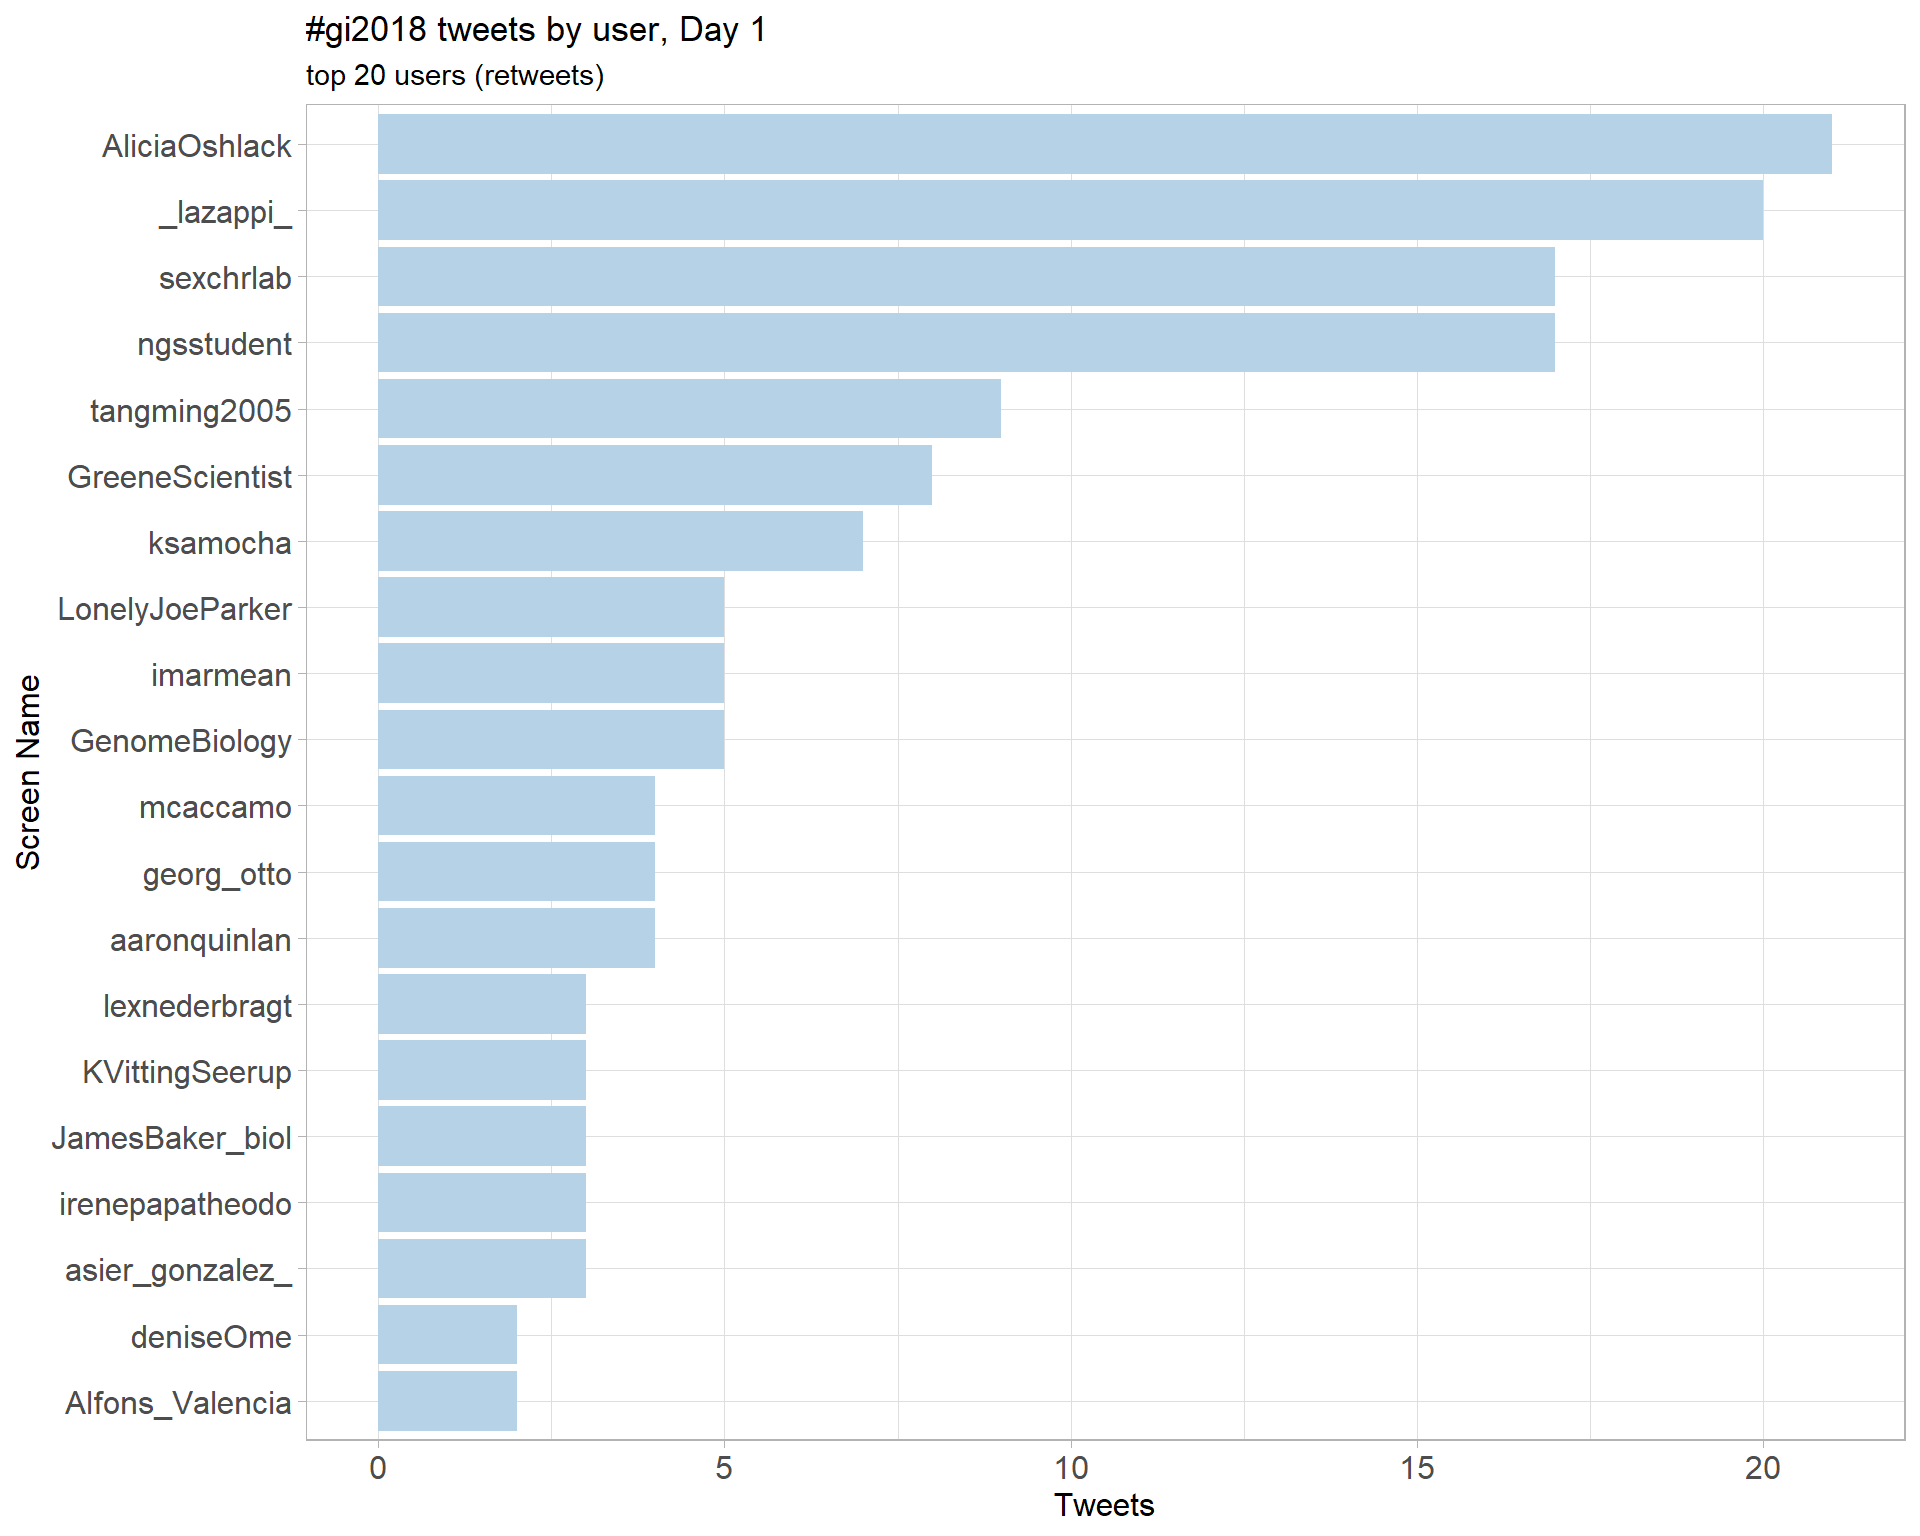 #gi2018 tweets by user, Day 1
top 20 users (retweets)
AliciaOshlack
_lazappi_
sexchrlab
ngsstudent
tangming2005
GreeneScientist
ksamocha
LonelyJoeParker
imarmean
GenomeBiology
mcaccamo
georg_otto
aaronquinlan
lexnederbragt
KVittingSeerup
JamesBaker_biol
irenepapatheodo
asier_gonzalez_
deniseOme
Alfons_Valencia
Screen Name
0 5 10 15 20
Tweets